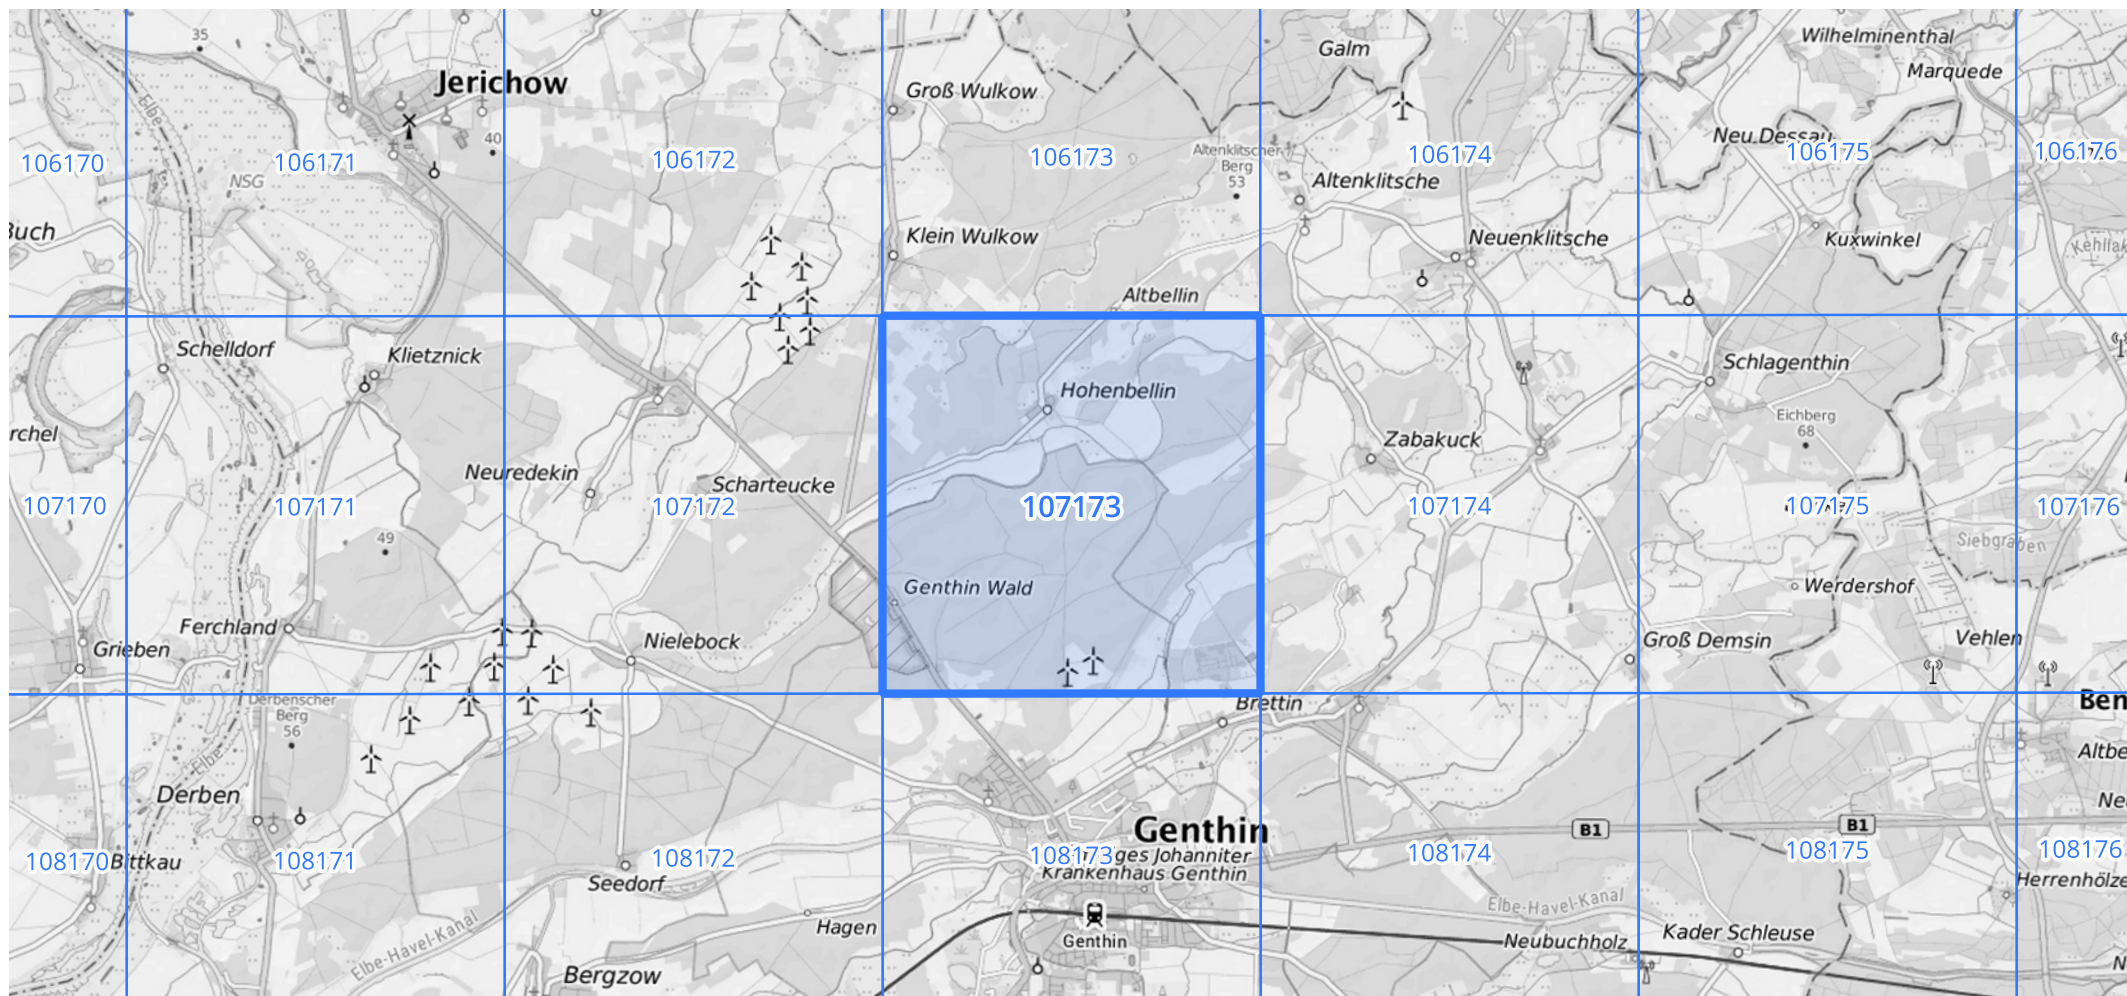 35
Jerichow
40
Elbe
NSG
106170
106171
106172
106173
106174
106175
106176
Groß Wulkow
Klein Wulkow
Altenklitscher
Berg
53
Altbellin
Galm
Altenklitsche
Neuenklitsche
Wilhelminenthal
Marquede
Neu Dessau
Kuxwinkel
Buch
Schelldorf
Klietznick
Hohenbellin
Zabakuck
Schlagenthin
Eichberg
68
rchel
Neuredekin
Scharteucke
107170
107171
107172
107173
107174
107175
107176
49
Siebgraben
Genthin Wald
Werdershof
Ferchland
Grieben
Nielebock
Groß Demsin
Vehlen
Derbenscher
Berg
56
Elbe
Brettin
Ben
Altbe
Derben
Ne
Genthin
B1
B1
108170
108171
108172
108173
108174
108175
108176
Bittkau
Seedorf
ges Johanniter
Krankenhaus Genthin
Herrenhölze
Elbe-Havel-Kanal
Elbe-Havel-Kanal
Hagen
Genthin
Neubuchholz
Kader Schleuse
Bergzow
N